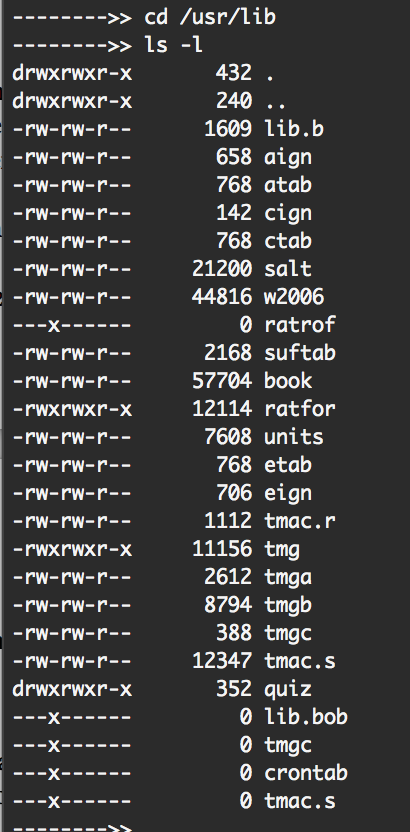 -------->> cd /usr/lib
-------->> ls -l
drwxrwxr-x 432 .
drwxrwxr-x 240 ..
-rw-rw-r-- 1609 lib.b
-rw-rw-r-- 658 aign
-rw-rw-r-- 768 atab
-rw-rw-r-- 142 cign
-rw-rw-r-- 768 ctab
-rw-rw-r-- 21200 salt
-rw-rw-r-- 44816 w2006
---x------ 0 ratrof
-rw-rw-r-- 2168 suftab
-rw-rw-r-- 57704 book
-rwxrwxr-x 12114 ratfor
-rw-rw-r-- 7608 units
-rw-rw-r-- 768 etab
-rw-rw-r-- 706 eign
-rw-rw-r-- 1112 tmac.r
-rwxrwxr-x 11156 tmg
-rw-rw-r-- 2612 tmga
-rw-rw-r-- 8794 tmgb
-rw-rw-r-- 388 tmgc
-rw-rw-r-- 12347 tmac.s
drwxrwxr-x 352 quiz
---x------ 0 lib.bob
---x------ 0 tmgc
---x------ 0 crontab
---x------ 0 tmac.s
-------->>